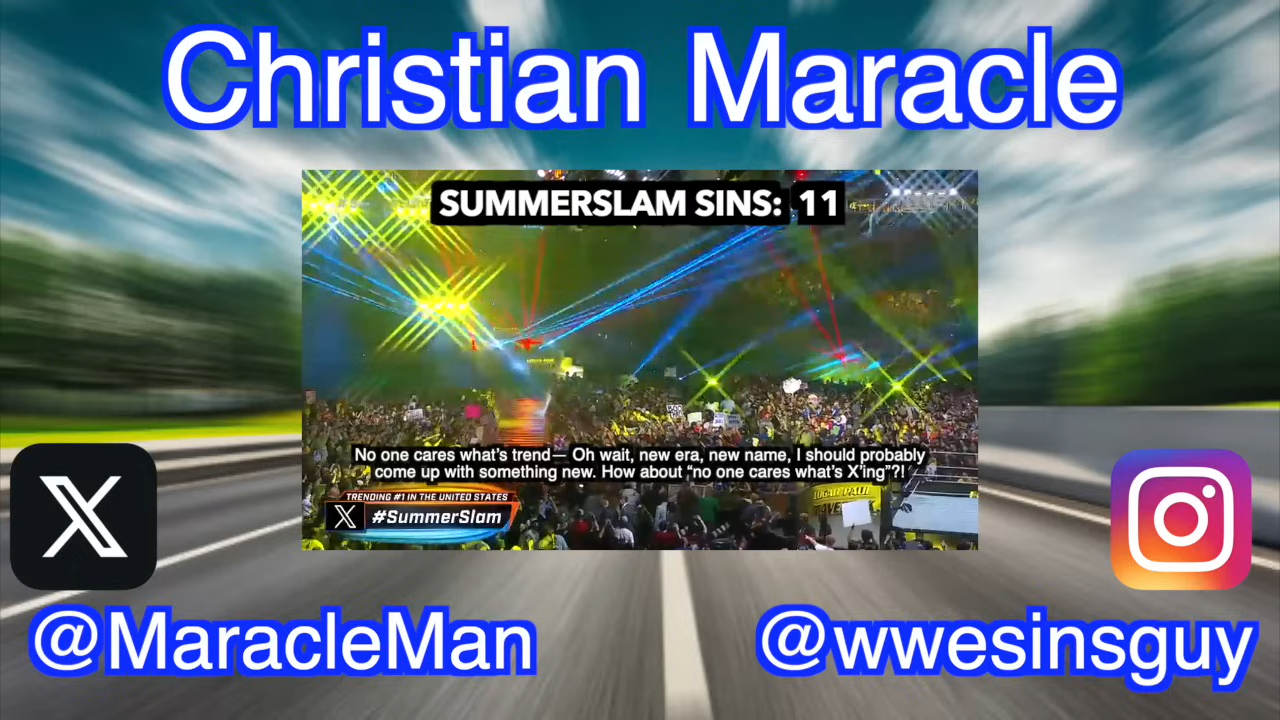 Christian Maracle
SUMMERSLAM SINS: 11
No one cares what's trend— Oh wait, new era, new name, I should probably
come up with something new. How about "no one cares what's X'ing"?!
TRENDING #1 IN THE UNITED STATES
X #SummerSlam
LOGAN PAUL
@MaracleMan
@wwesinsguy